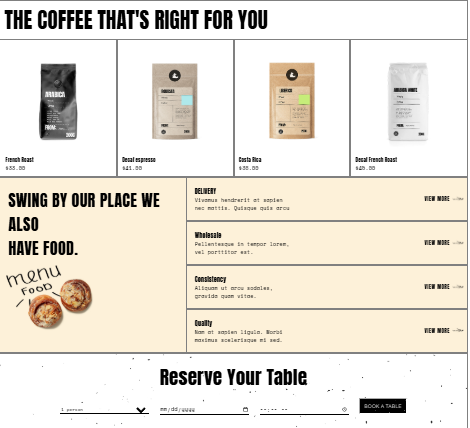 THE COFFEE THAT'S RIGHT FOR YOU
ARABICA
French Roast
$35.00
Decaf espresso
$41.00
Costa Rica
$35.00
Decaf French Roast
$40.00
SWING BY OUR PLACE WE
ALSO
HAVE FOOD.
menu
FOOD
DELIVERY
Vivamus hendrerit at sapien
nec mattis. Quisque quis arcu
VIEW MORE
Wholesale
Pellentesque in tempor lorem,
vel porttitor est.
VIEW MORE
Consistency
Aliquam ut arcu sodales,
gravida quam vitae.
VIEW MORE
Quality
Nam at sapien ligula. Morbi
maximus scelerisque mi sed.
VIEW MORE
Reserve Your Table
1 person
mm/dd/yyyy
--:-- --
BOOK A TABLE